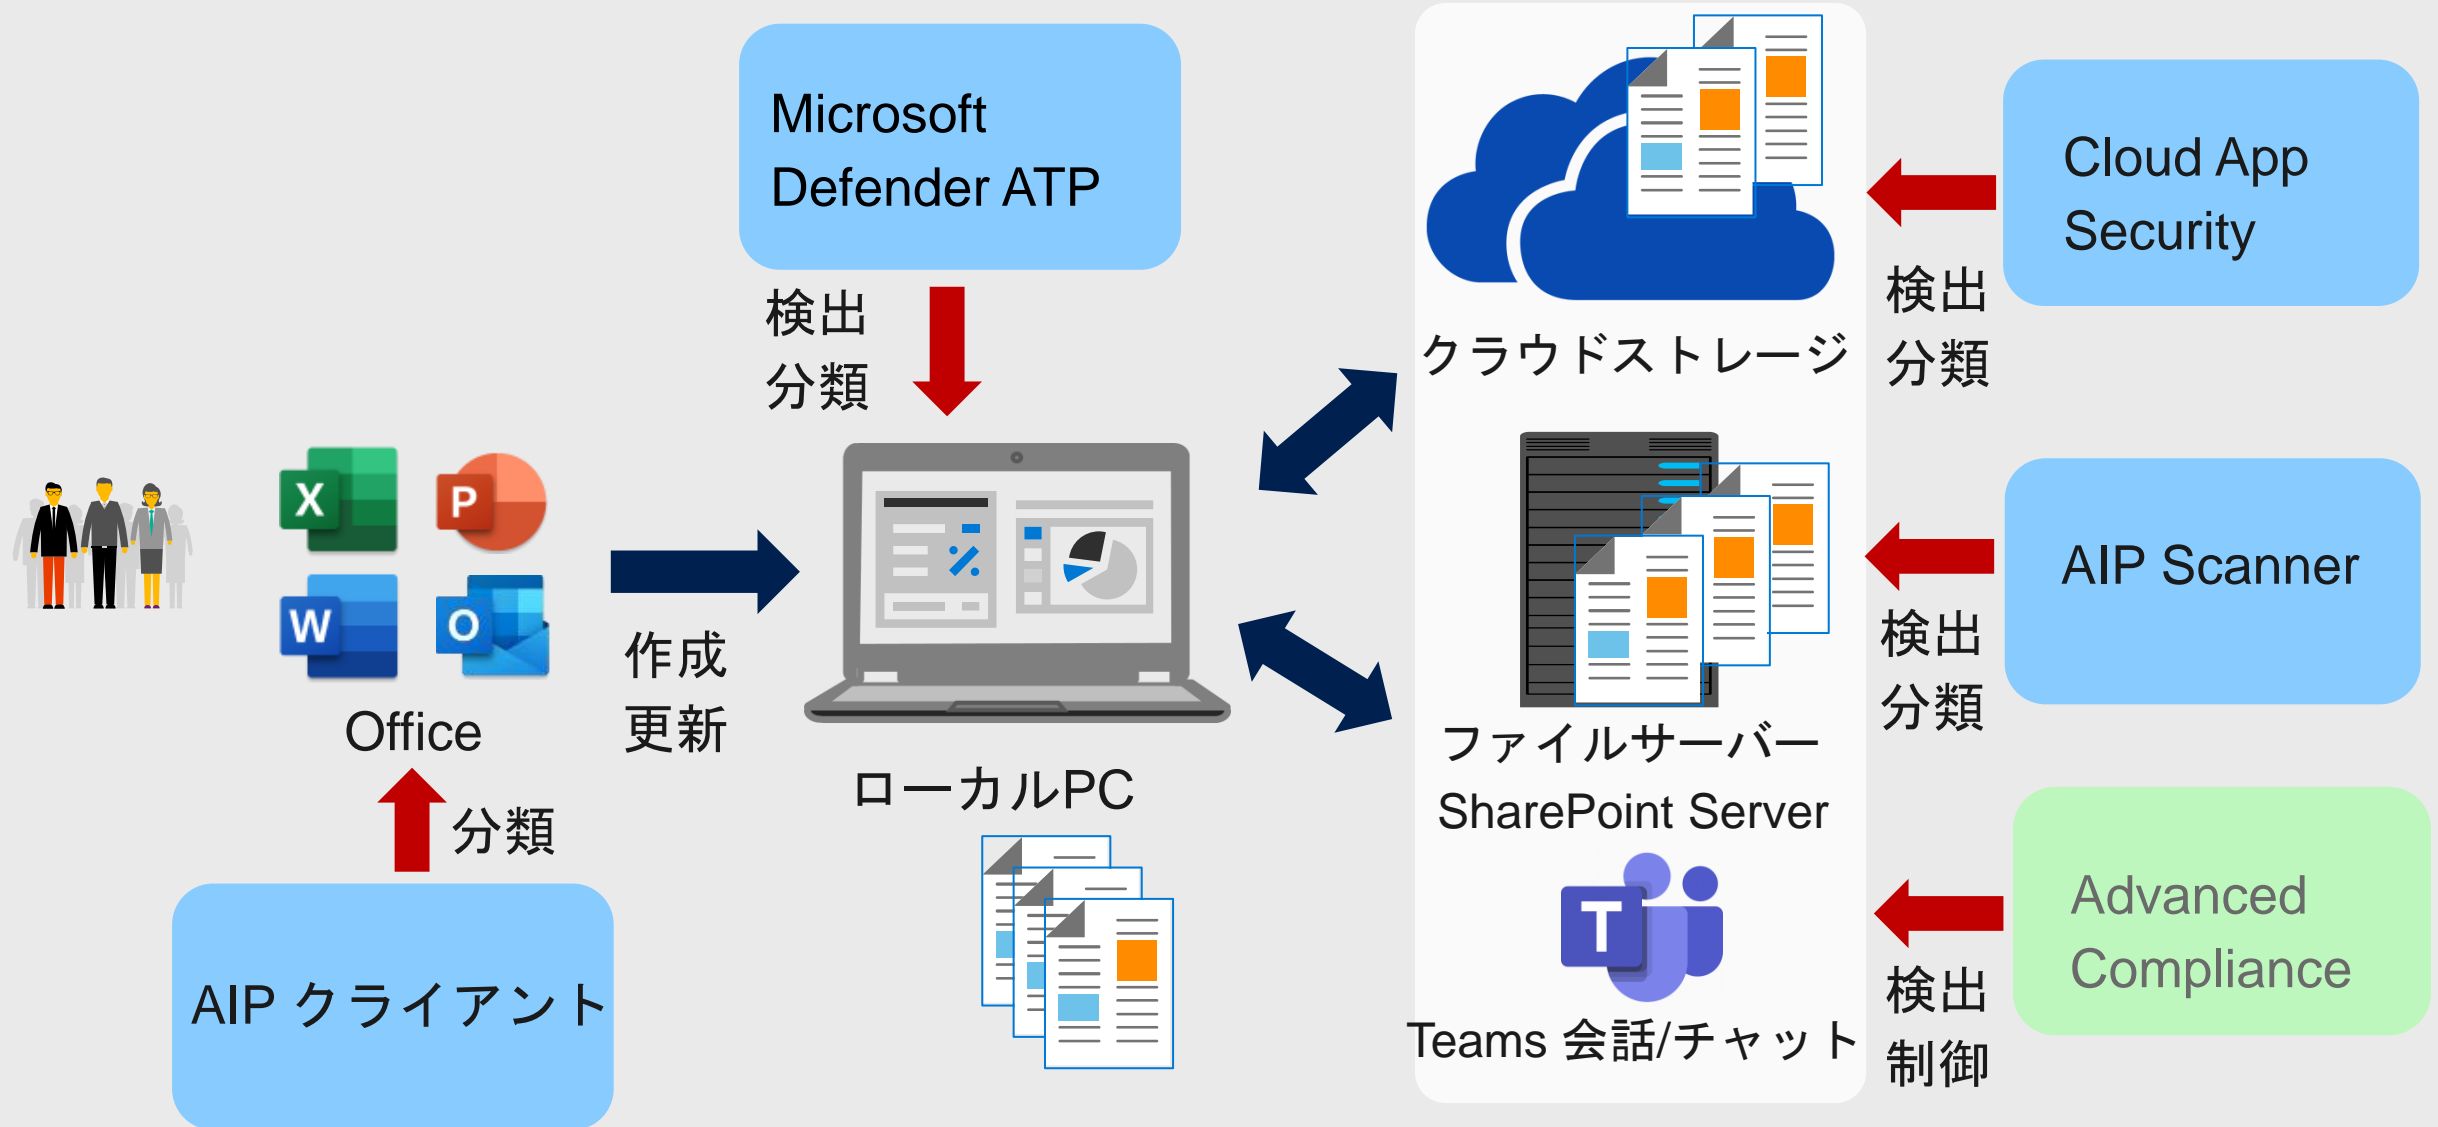 Microsoft
Defender ATP
検出
分類
X
P
W
O
Office
分類
AIP クライアント
作成
更新
ローカルPC
クラウドストレージ
ファイルサーバー
SharePoint Server
T
Teams 会話/チャット
Cloud App
Security
検出
分類
AIP Scanner
検出
分類
Advanced
Compliance
検出
制御